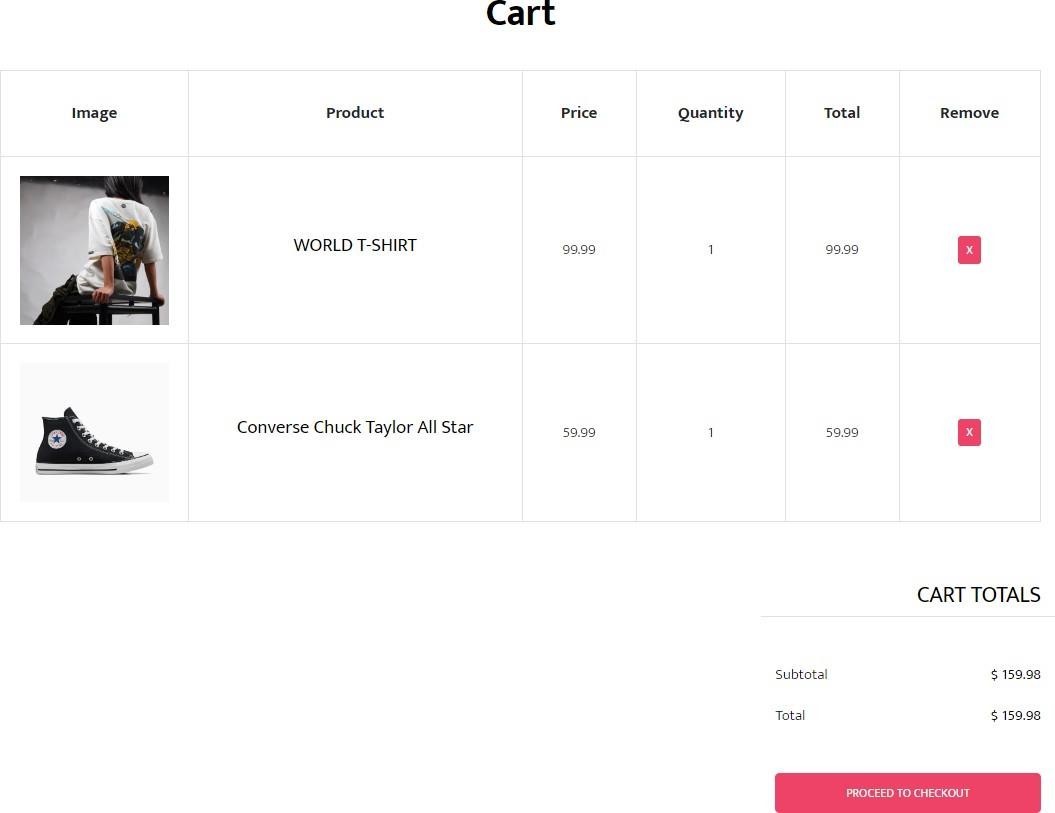 Cart
Image Product Price Quantity Total Remove
WORLD T-SHIRT 99.99 1 99.99 X
Converse Chuck Taylor All Star 59.99 1 59.99 X
CART TOTALS
Subtotal $ 159.98
Total $ 159.98
PROCEED TO CHECKOUT